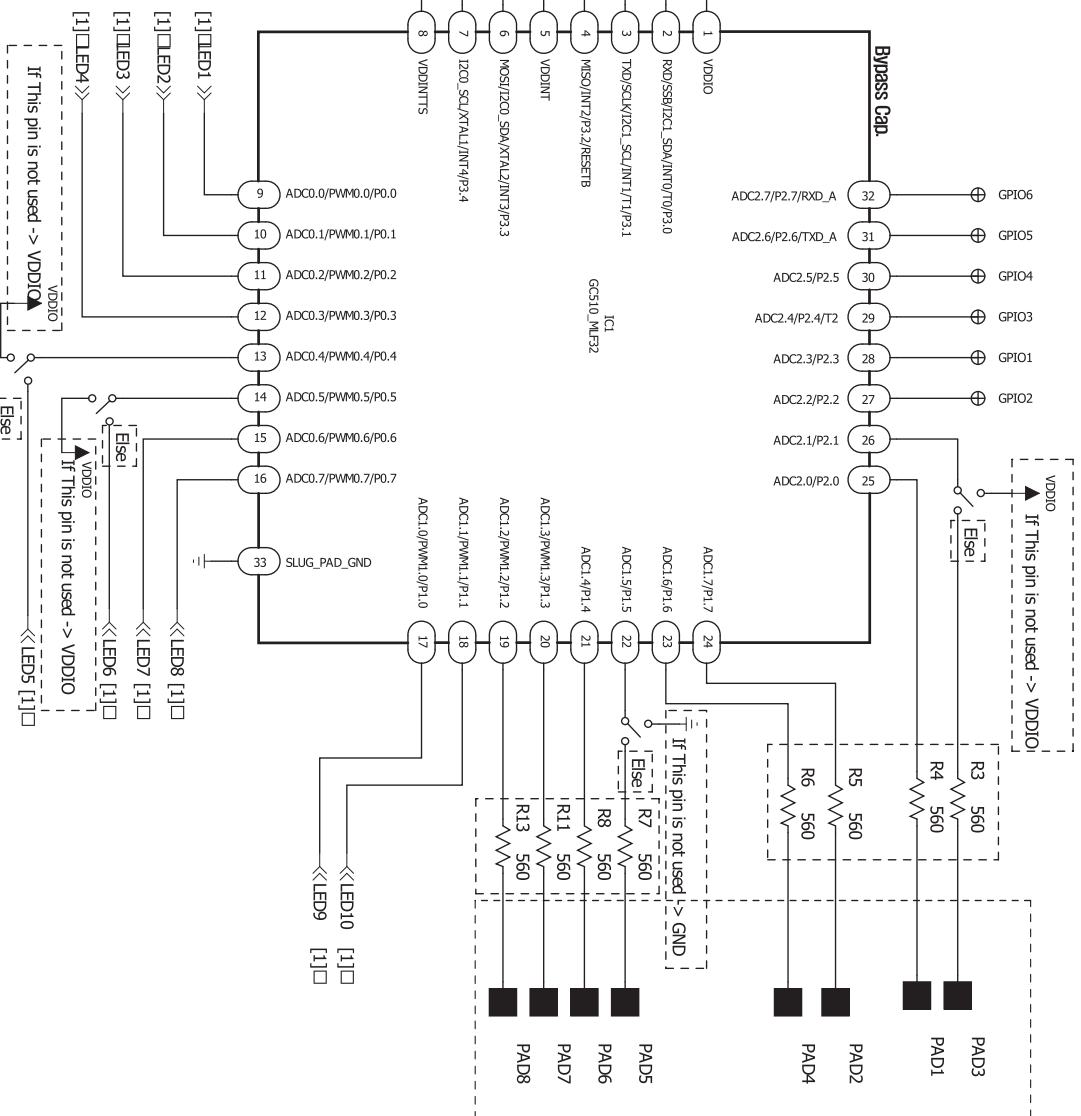 Bypass Cap.
8
7
6
5
4
3
2
1
VDDINTTS
I2C0_SCL/XTAL1/INT4/P3.4
MOSI/I2C0_SDA/XTAL2/INT3/P3.3
VDDINT
MISO/INT2/P3.2/RESETB
TXD/SCLK/I2C1_SCL/INT1/T1/P3.1
RXD/SSB/I2C1_SDA/INT0/T0/P3.0
VDDIO
[1]□LED4
[1]□LED3
[1]□LED2
[1]□LED1
If This pin is not used -> VDDIO
VDDIO
9 ADC0.0/PWM0.0/P0.0
10 ADC0.1/PWM0.1/P0.1
11 ADC0.2/PWM0.2/P0.2
12 ADC0.3/PWM0.3/P0.3
13 ADC0.4/PWM0.4/P0.4
14 ADC0.5/PWM0.5/P0.5
15 ADC0.6/PWM0.6/P0.6
16 ADC0.7/PWM0.7/P0.7
33 SLUG_PAD_GND
IC1
GC510_MLF32
ADC2.7/P2.7/RXD_A 32 GPIO6
ADC2.6/P2.6/TXD_A 31 GPIO5
ADC2.5/P2.5 30 GPIO4
ADC2.4/P2.4/T2 29 GPIO3
ADC2.3/P2.3 28 GPIO1
ADC2.2/P2.2 27 GPIO2
ADC2.1/P2.1 26
ADC2.0/P2.0 25
VDDIO
If This pin is not used -> VDDIO
Else
Else
Else
VDDIO
If This pin is not used -> VDDIO
LED5 [1]□
LED6 [1]□
LED7 [1]□
LED8 [1]□
ADC1.0/PWM1.0/P1.0
ADC1.1/PWM1.1/P1.1
ADC1.2/PWM1.2/P1.2
ADC1.3/PWM1.3/P1.3
ADC1.4/P1.4
ADC1.5/P1.5
ADC1.6/P1.6
ADC1.7/P1.7
17
18
19
20
21
22
23
24
If This pin is not used -> GND
Else
LED9 [1]□
LED10 [1]□
R13 560
R11 560
R8 560
R7 560
R6 560
R5 560
R4 560
R3 560
PAD8
PAD7
PAD6
PAD5
PAD4
PAD2
PAD1
PAD3